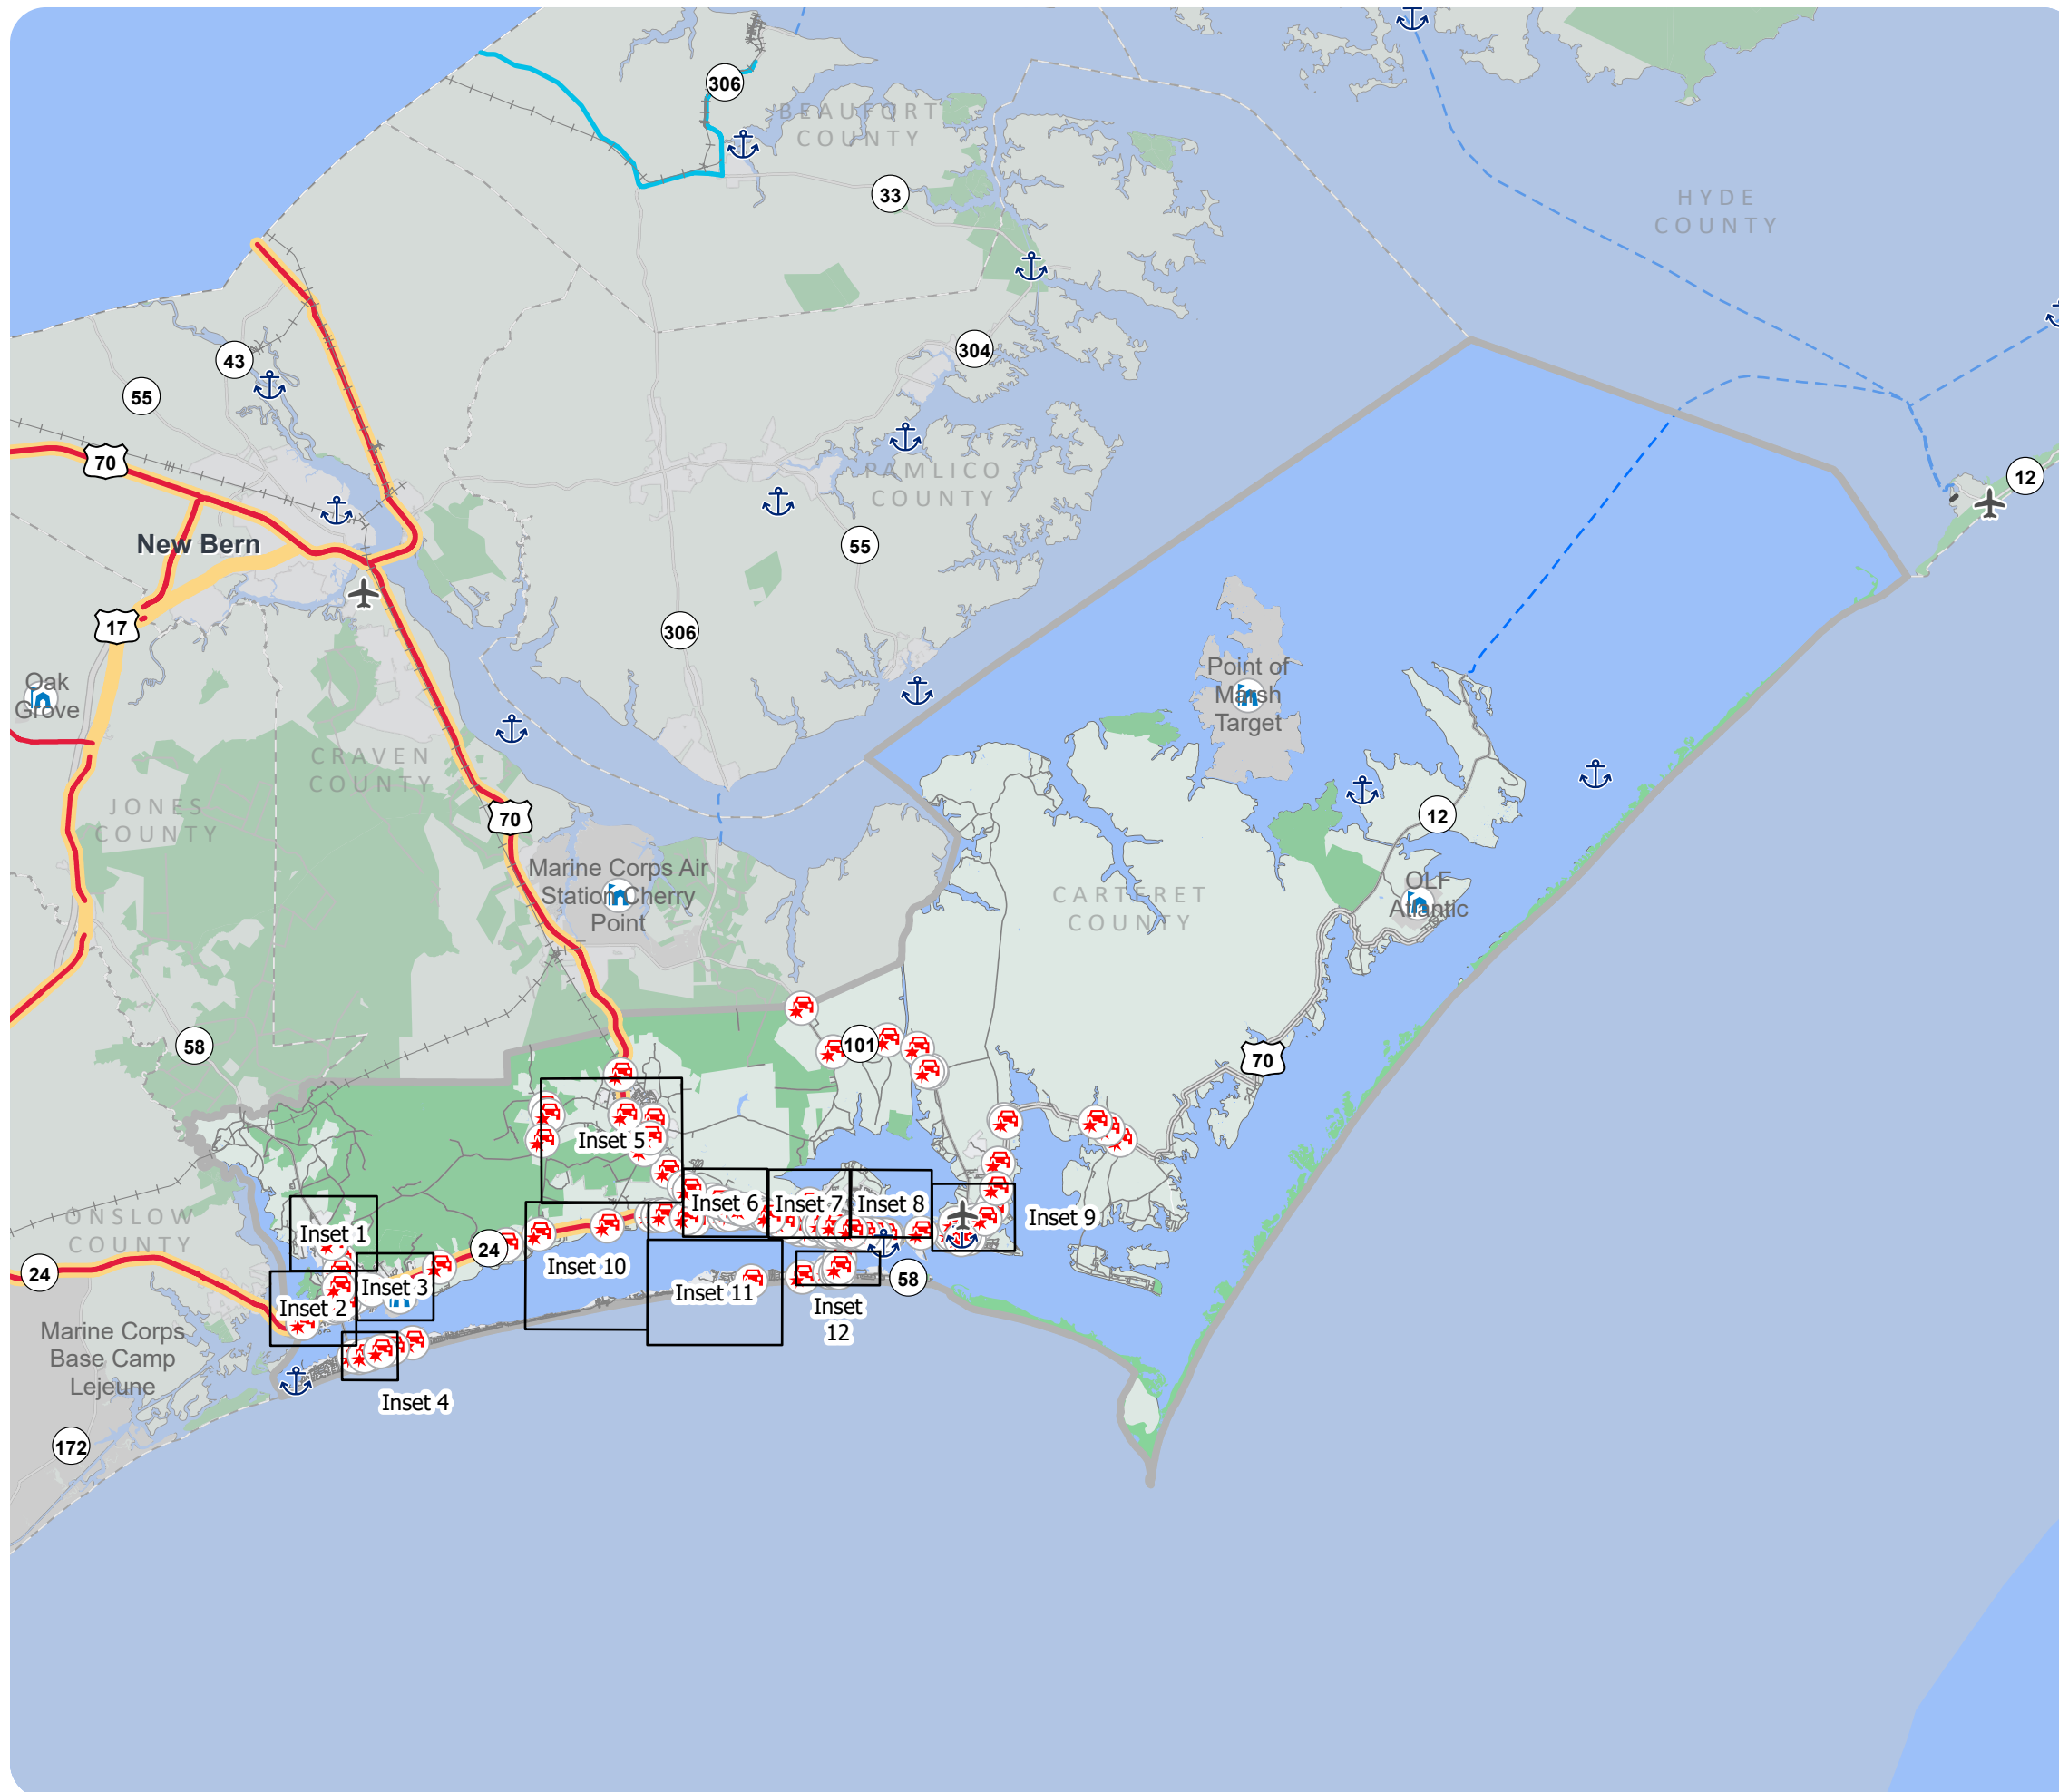 306
BEAUFORT
COUNTY
33
HYDE
COUNTY
43
304
55
70
12
PAMLICO
COUNTY
New Bern
55
17
306
Oak
Grove
Point of
Marsh
Target
CRAVEN
COUNTY
JONES
COUNTY
70
12
Marine Corps Air
Station Cherry
Point
CARTERET
COUNTY
OLF
Atlantic
58
101
70
Inset 5
Inset 6
Inset 7
Inset 8
Inset 9
ONSLOW
COUNTY
Inset 1
24
24
Inset 10
58
Inset 3
Inset 11
Inset 2
Inset
12
Marine Corps
Base Camp
Lejeune
Inset 4
172